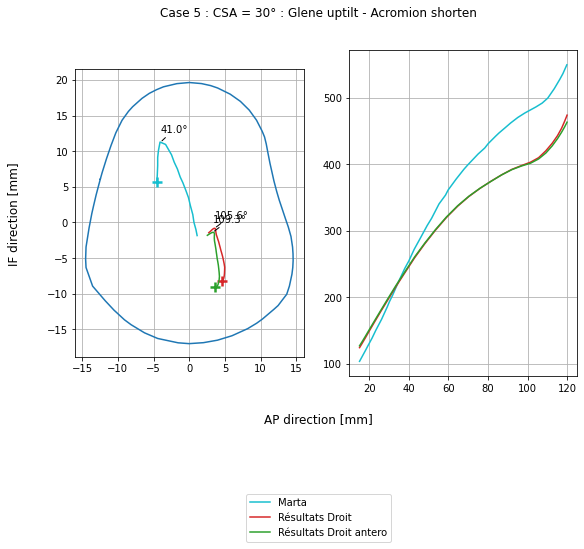 Case 5 : CSA = 30° : Glene uptilt - Acromion shorten
IF direction [mm]
20
15
10
5
0
−5
−10
−15
−15 −10 −5 0 5 10 15
41.0°
105.6°
500
400
300
200
100
20 40 60 80 100 120
AP direction [mm]
Marta
Résultats Droit
Résultats Droit antero